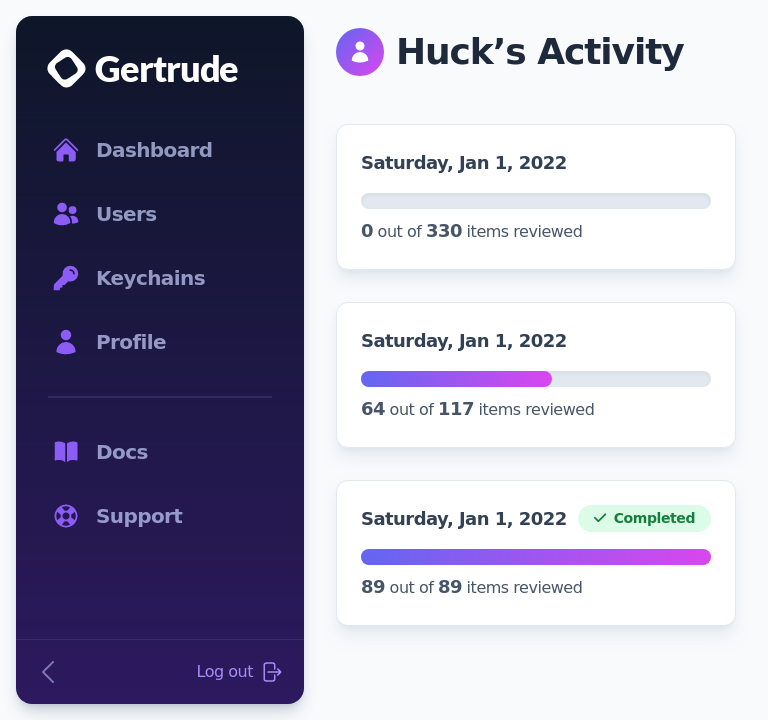 Gertrude
Dashboard
Users
Keychains
Profile
Docs
Support
Log out
Huck’s Activity
Saturday, Jan 1, 2022
0 out of 330 items reviewed
Saturday, Jan 1, 2022
64 out of 117 items reviewed
Saturday, Jan 1, 2022 Completed
89 out of 89 items reviewed